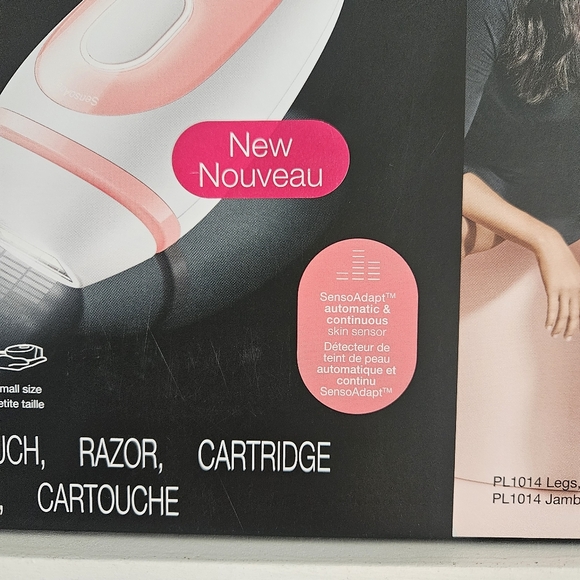 New
Nouveau
SensoAdapt™
automatic &
continuous
skin sensor
Détecteur de
teint de peau
automatique et
continu
SensoAdapt™
mall size
etite taille
UCH, RAZOR, CARTRIDGE
, CARTOUCHE
PL1014 Legs,
PL1014 Jamb